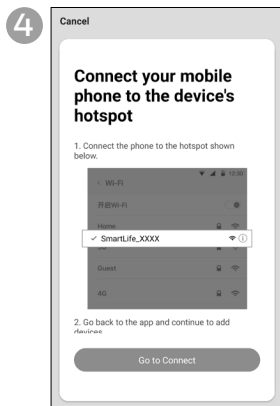 4
Cancel
Connect your mobile
phone to the device's
hotspot
1. Connect the phone to the hotspot shown
below.
12:30
< Wi-Fi
开启Wi-Fi
Home
✓ SmartLife_XXXX
Guest
4G
2. Go back to the app and continue to add
devices
Go to Connect